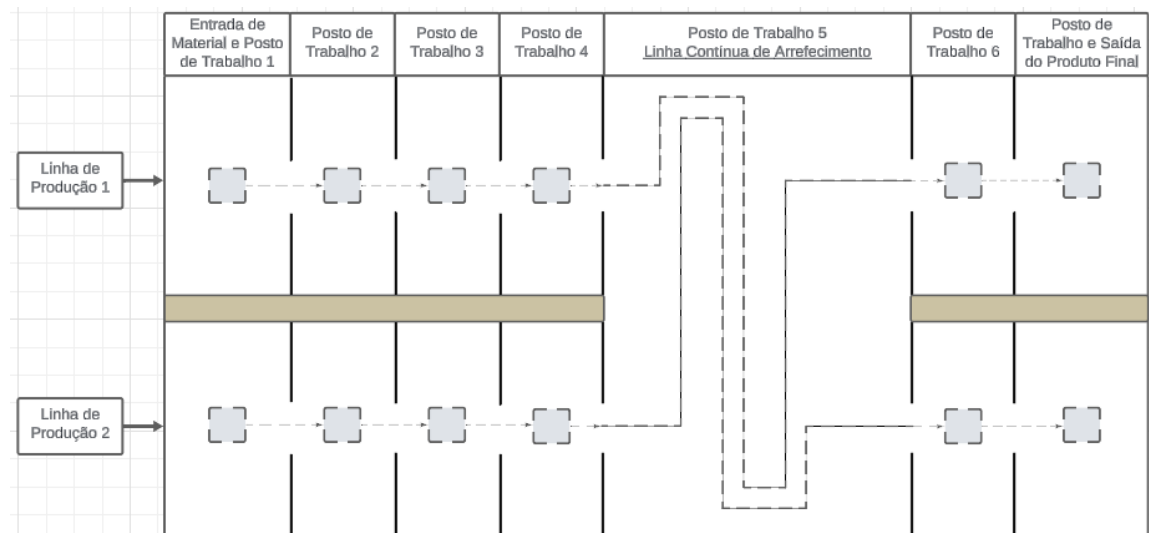 Entrada de
Material e Posto
de Trabalho 1
Posto de
Trabalho 2
Posto de
Trabalho 3
Posto de
Trabalho 4
Posto de Trabalho 5
Linha Contínua de Arrefecimento
Posto de
Trabalho 6
Posto de
Trabalho e Saída
do Produto Final
Linha de
Produção 1
Linha de
Produção 2